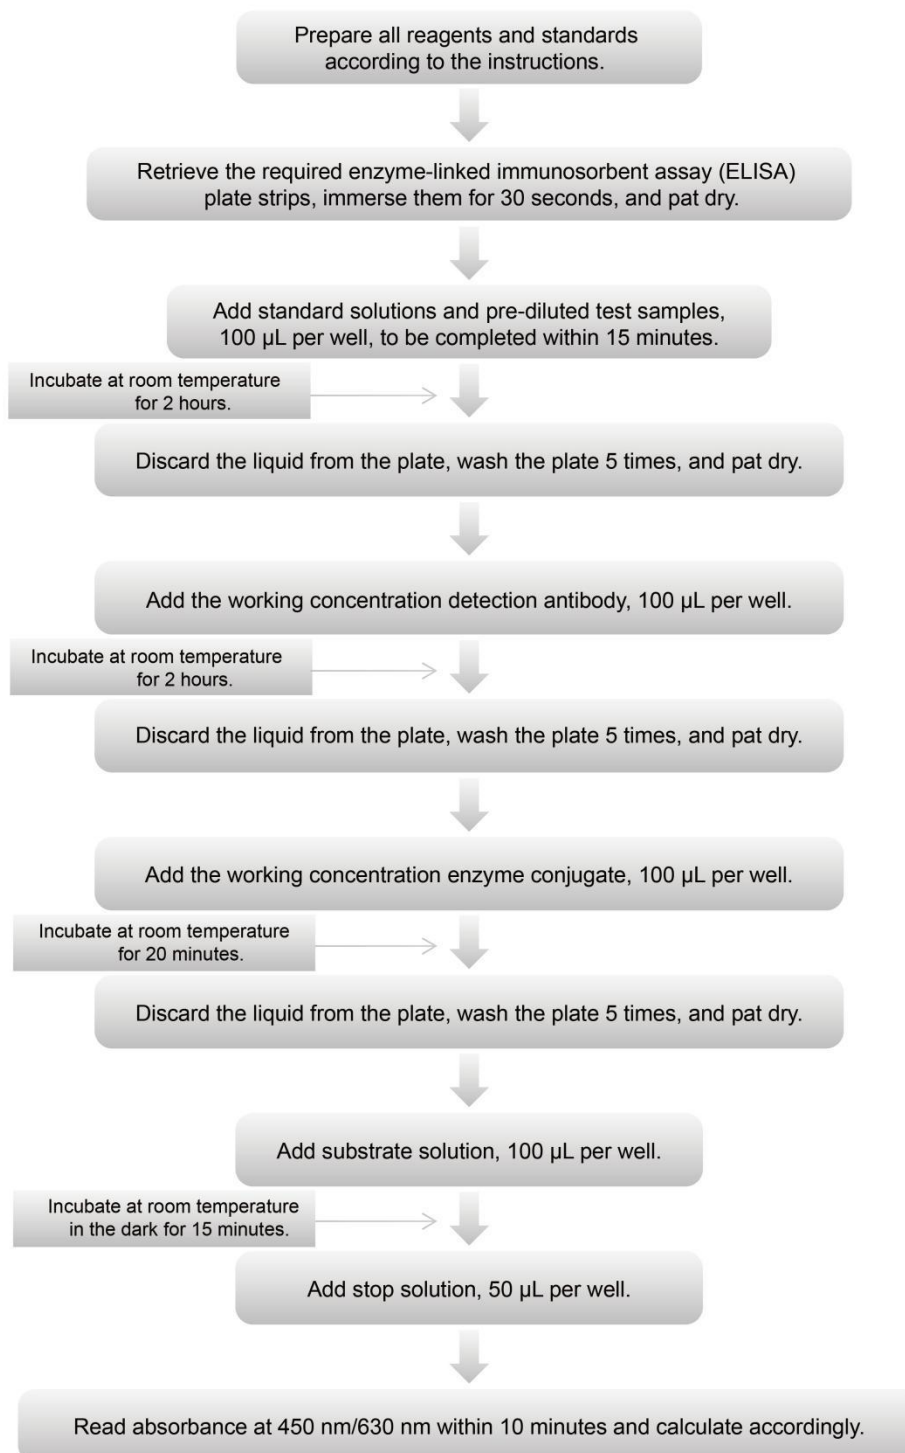 Prepare all reagents and standards
according to the instructions.
Retrieve the required enzyme-linked immunosorbent assay (ELISA)
plate strips, immerse them for 30 seconds, and pat dry.
Add standard solutions and pre-diluted test samples,
100 µL per well, to be completed within 15 minutes.
Incubate at room temperature
for 2 hours.
Discard the liquid from the plate, wash the plate 5 times, and pat dry.
Add the working concentration detection antibody, 100 µL per well.
Incubate at room temperature
for 2 hours.
Discard the liquid from the plate, wash the plate 5 times, and pat dry.
Add the working concentration enzyme conjugate, 100 µL per well.
Incubate at room temperature
for 20 minutes.
Discard the liquid from the plate, wash the plate 5 times, and pat dry.
Add substrate solution, 100 µL per well.
Incubate at room temperature
in the dark for 15 minutes.
Add stop solution, 50 µL per well.
Read absorbance at 450 nm/630 nm within 10 minutes and calculate accordingly.